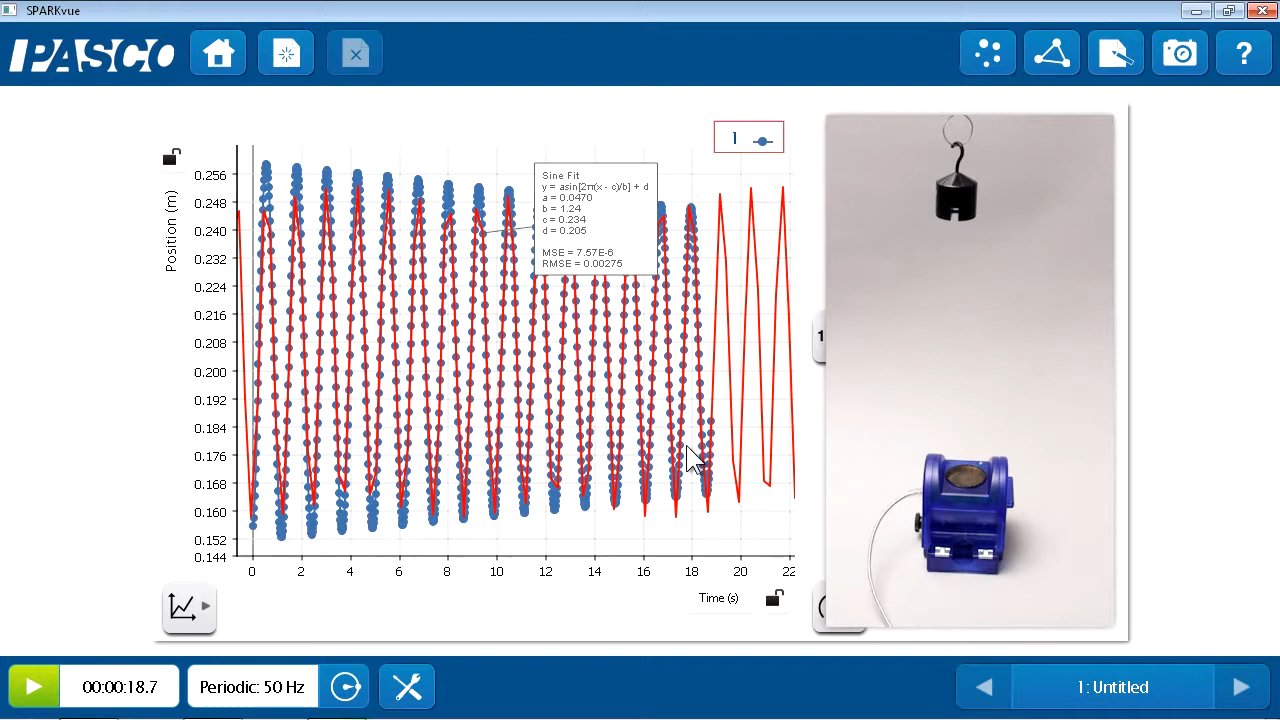 SPARKvue
PASCO
?
1
Position (m)
0.256
0.248
0.240
0.232
0.224
0.216
0.208
0.200
0.192
0.184
0.176
0.168
0.160
0.152
0.144
Sine Fit
y = asin[2π(x - c)/b] + d
a = 0.0470
b = 1.24
c = 0.234
d = 0.205
MSE = 7.57E-6
RMSE = 0.00275
1
0 2 4 6 8 10 12 14 16 18 20 22
Time (s)
00:00:18.7
Periodic: 50 Hz
1: Untitled